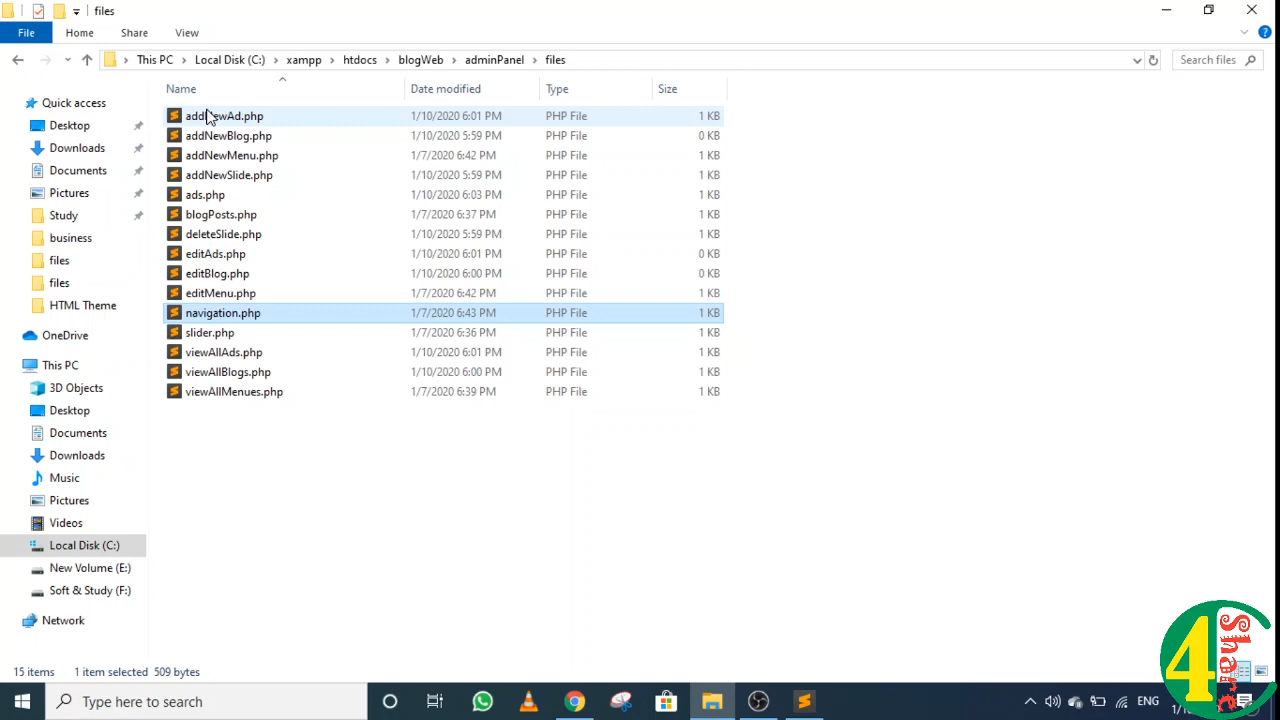 files
File Home Share View
This PC Local Disk (C:) xampp htdocs blogWeb adminPanel files
Search files
Name Date modified Type Size
Quick access
Desktop
Downloads
Documents
Pictures
Study
business
files
files
HTML Theme
OneDrive
This PC
3D Objects
Desktop
Documents
Downloads
Music
Pictures
Videos
Local Disk (C:)
New Volume (E:)
Soft & Study (F:)
Network
addNewAd.php 1/10/2020 6:01 PM PHP File 1 KB
addNewBlog.php 1/10/2020 5:59 PM PHP File 0 KB
addNewMenu.php 1/7/2020 6:42 PM PHP File 1 KB
addNewSlide.php 1/10/2020 5:59 PM PHP File 1 KB
ads.php 1/10/2020 6:03 PM PHP File 1 KB
blogPosts.php 1/7/2020 6:37 PM PHP File 1 KB
deleteSlide.php 1/10/2020 5:59 PM PHP File 1 KB
editAds.php 1/10/2020 6:01 PM PHP File 0 KB
editBlog.php 1/10/2020 6:00 PM PHP File 0 KB
editMenu.php 1/7/2020 6:42 PM PHP File 1 KB
navigation.php 1/7/2020 6:43 PM PHP File 1 KB
slider.php 1/7/2020 6:36 PM PHP File 1 KB
viewAllAds.php 1/10/2020 6:01 PM PHP File 1 KB
viewAllBlogs.php 1/10/2020 6:00 PM PHP File 1 KB
viewAllMenues.php 1/7/2020 6:39 PM PHP File 1 KB
4 Share C
15 items 1 item selected 509 bytes
Type here to search
ENG